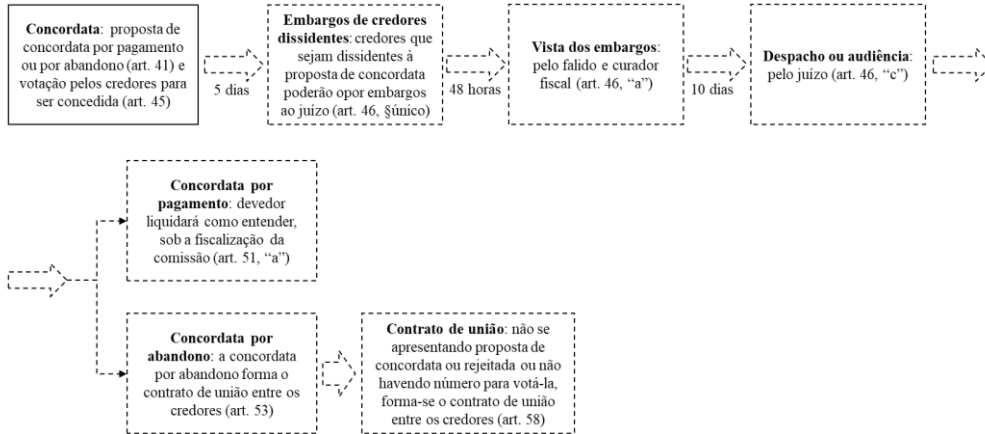 Concordata: proposta de
concordata por pagamento
ou por abandono (art. 41) e
votação pelos credores para
ser concedida (art. 45)
5 dias
Embargos de credores
dissidentes: credores que
sejam dissidentes à
proposta de concordata
poderão opor embargos
ao juízo (art. 46, §único)
48 horas
Vista dos embargos:
pelo falido e curador
fiscal (art. 46, “a”)
10 dias
Despacho ou audiência:
pelo juízo (art. 46, “c”)
Concordata por
pagamento: devedor
liquidará como entender,
sob a fiscalização da
comissão (art. 51, “a”)
Concordata por
abandono: a concordata
por abandono forma o
contrato de união entre os
credores (art. 53)
Contrato de união: não se
apresentando proposta de
concordata ou rejeitada ou não
havendo número para votá-la,
forma-se o contrato de união
entre os credores (art. 58)